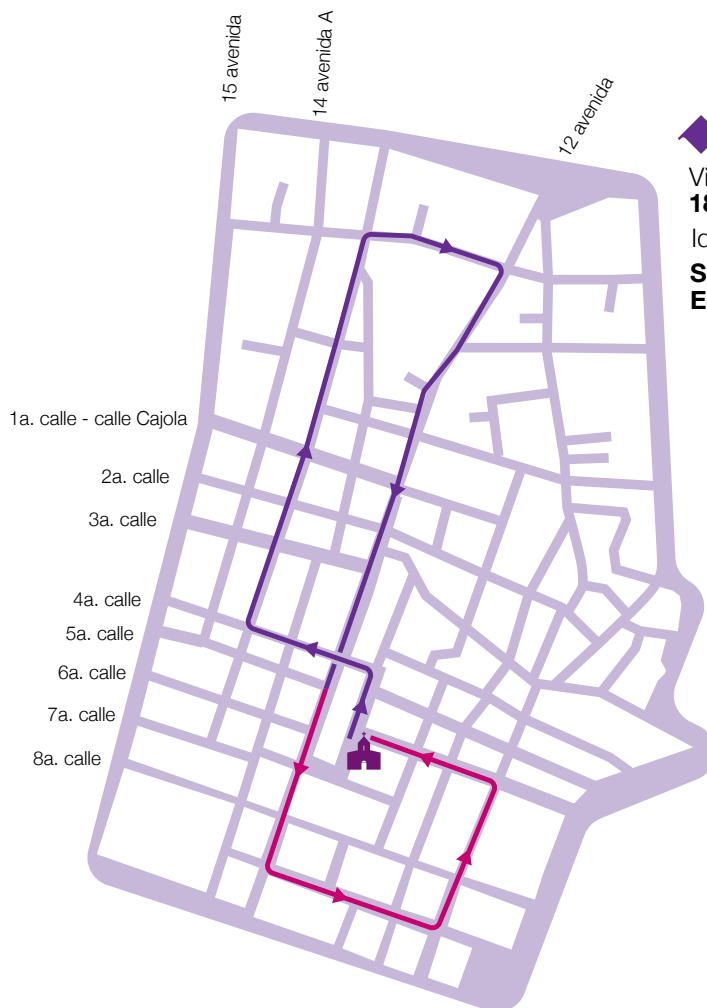 15 avenida
14 avenida A
12 avenida
1a. calle - calle Cajola
2a. calle
3a. calle
4a. calle
5a. calle
6a. calle
7a. calle
8a. calle